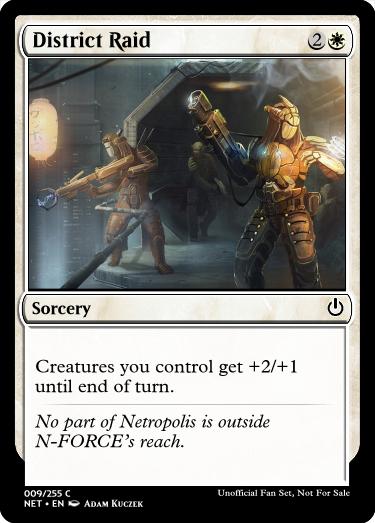 District Raid
2
Sorcery
Creatures you control get +2/+1
until end of turn.
No part of Netropolis is outside
N-FORCE's reach.
009/255 C
NET • EN ADAM KUCZEK
Unofficial Fan Set, Not For Sale